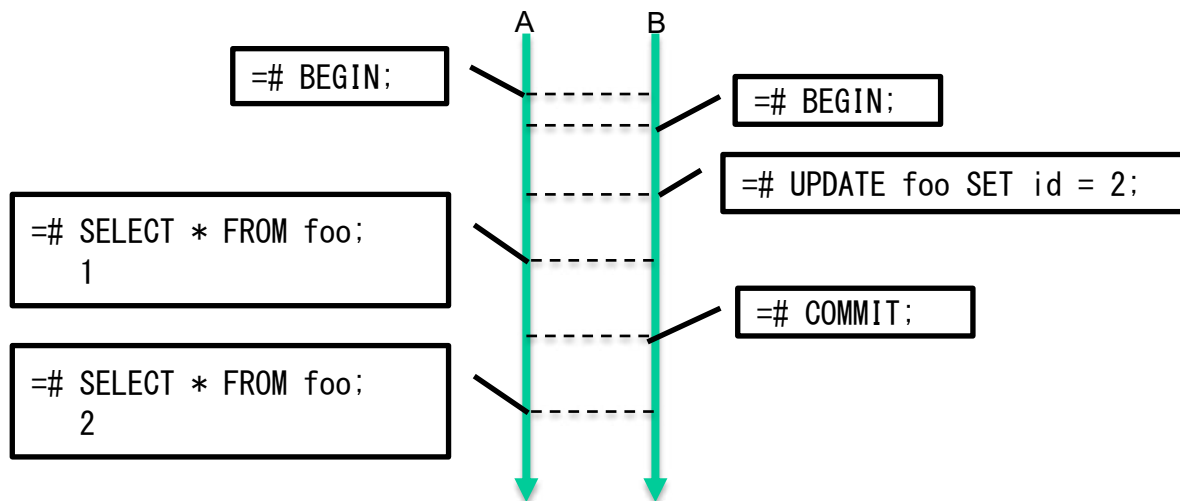 A B
=# BEGIN;
=# BEGIN;
=# UPDATE foo SET id = 2;
=# SELECT * FROM foo;
1
=# COMMIT;
=# SELECT * FROM foo;
2